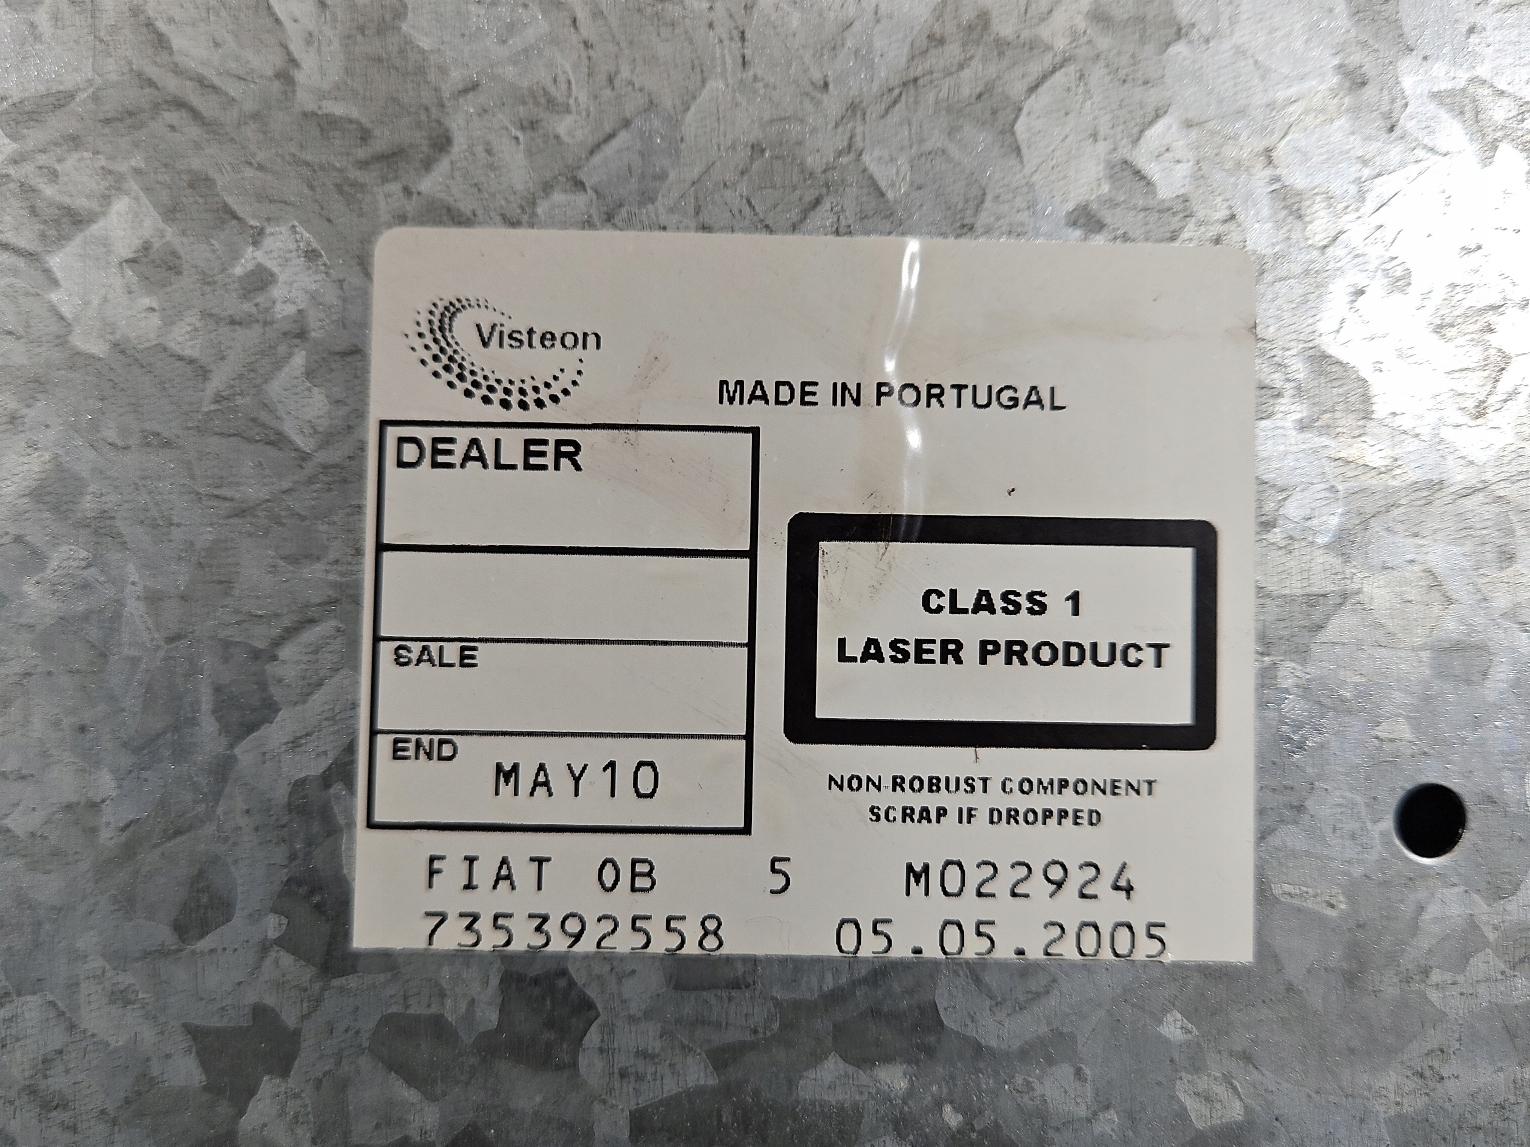 Visteon
MADE IN PORTUGAL
DEALER
CLASS 1
LASER PRODUCT
SALE
END
MAY10
NON-ROBUST COMPONENT
SCRAP IF DROPPED
FIAT 0B 5 M022924
735392558 05.05.2005